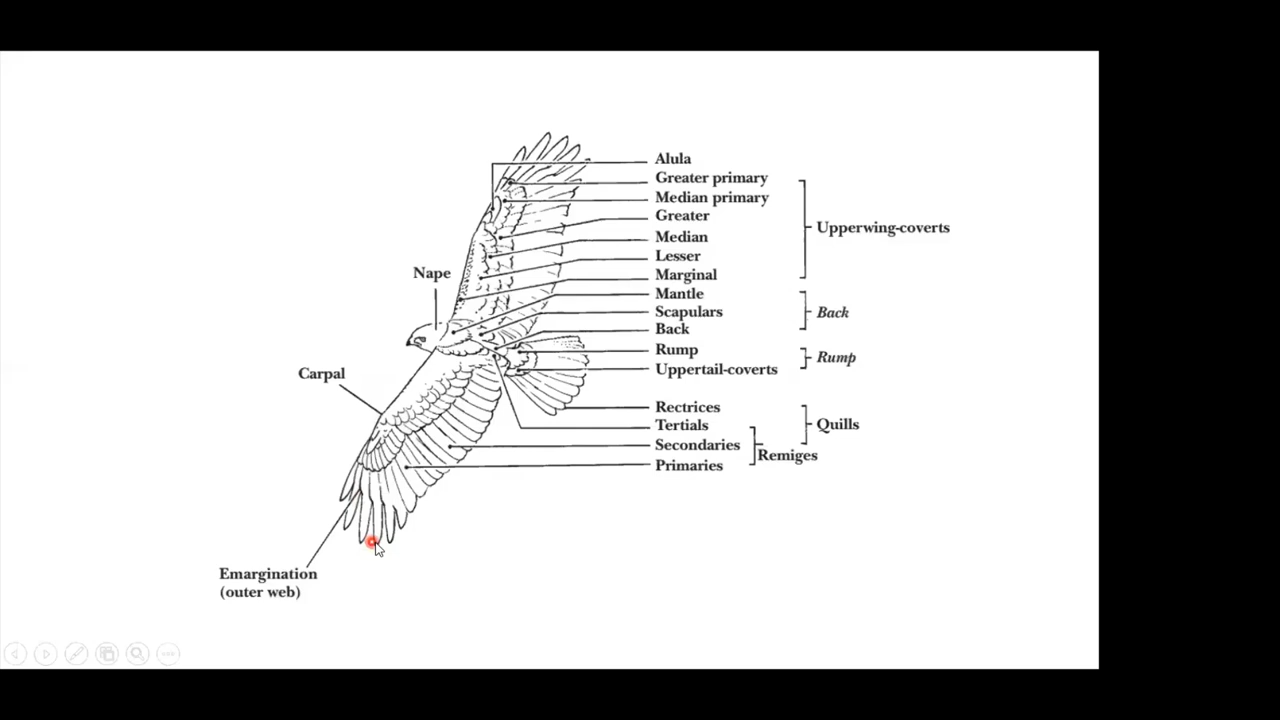 Alula
Greater primary
Median primary
Greater
Median
Lesser
Marginal
Upperwing-coverts
Nape
Mantle
Scapulars
Back
Back
Rump
Uppertail-coverts
Rump
Carpal
Rectrices
Tertials
Secondaries
Primaries
Quills
Remiges
Emargination
(outer web)